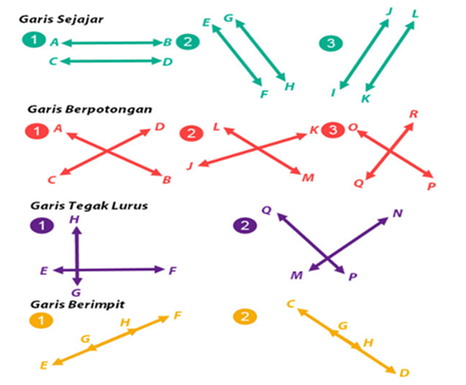 Garis Sejajar
1 A B 2 E G 3 J L
C D F H I K
Garis Berpotongan
1 A D 2 L K 3 O R
C B J M Q P
Garis Tegak Lurus
1 H 2 Q N
E F M P
G
Garis Berimpit
1 E G H F 2 C G H D